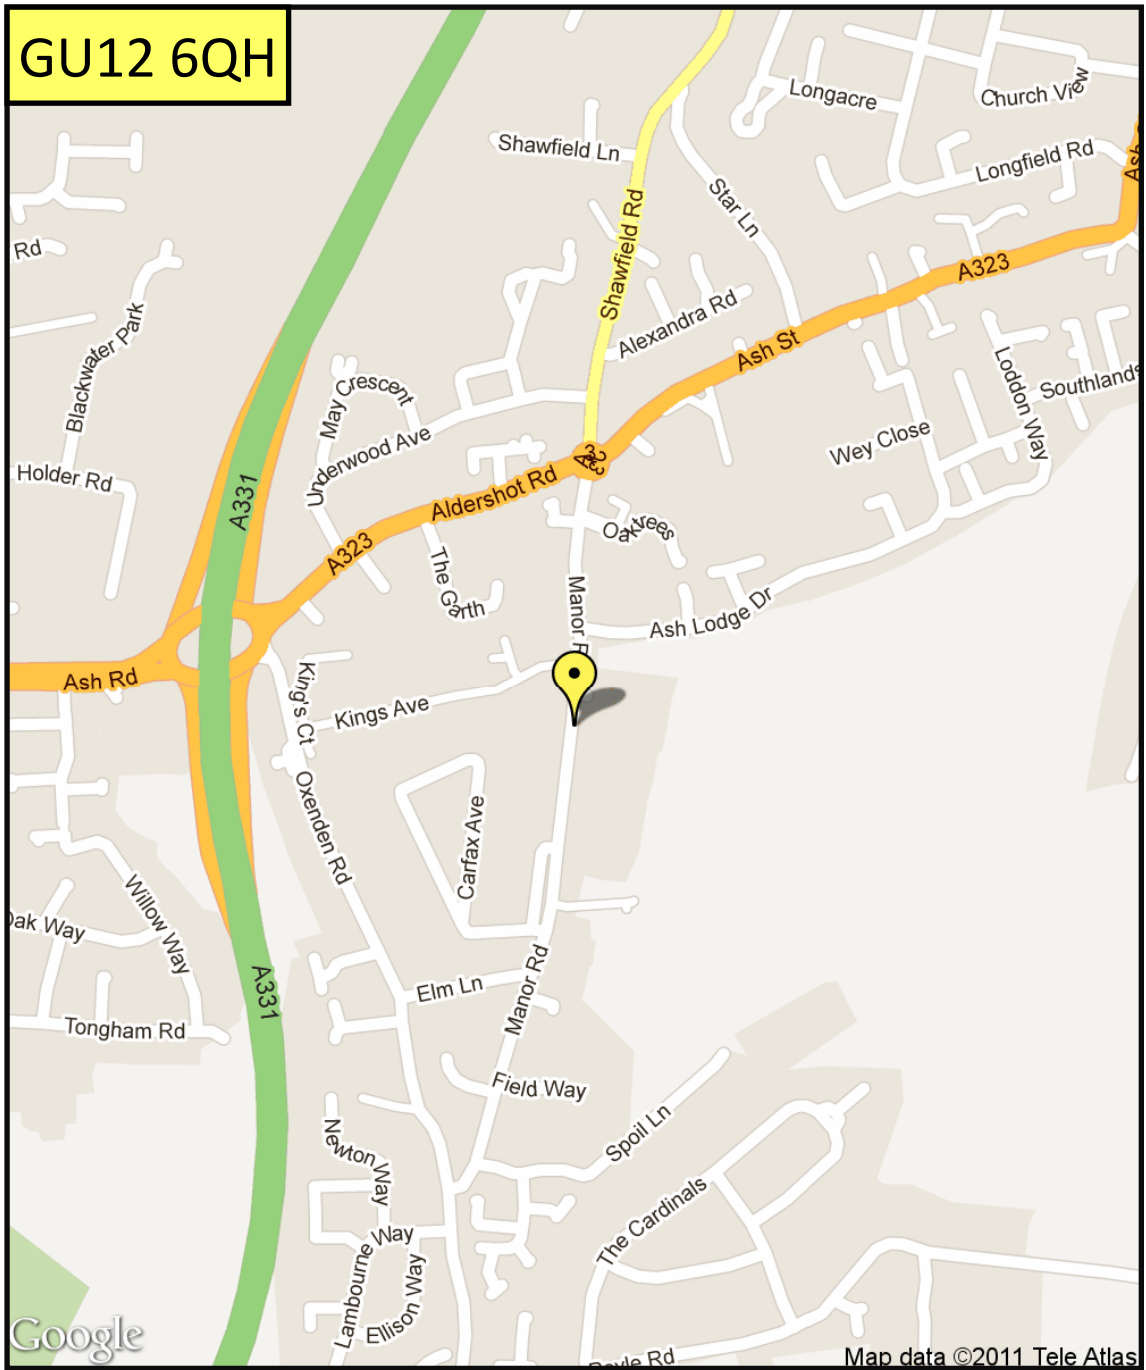 GU12 6QH
Longacre
Church View
Shawfield Ln
Longfield Rd
Star Ln
Shawfield Rd
Rd
A323
Blackwater Park
Alexandra Rd
Ash St
Loddon Way
May Crescent
Southlands
Underwood Ave
Wey Close
Holder Rd
A331
Aldershot Rd
A323
Oaktrees
A323
The Garth
Manor R
Ash Lodge Dr
Ash Rd
King's Ct
Kings Ave
Oxenden Rd
Carfax Ave
Willow Way
Oak Way
A331
Elm Ln
Manor Rd
Tongham Rd
Field Way
Newton Way
Spoil Ln
The Cardinals
Lambourne Way
Ellison Way
Google
Map data ©2011 Tele Atlas